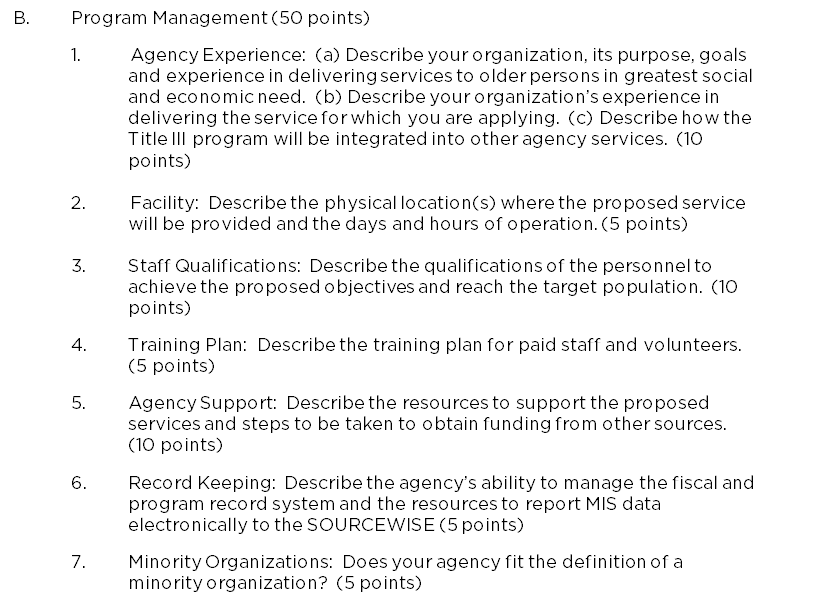 B. Program Management (50 points)
1. Agency Experience: (a) Describe your organization, its purpose, goals
and experience in delivering services to older persons in greatest social
and economic need. (b) Describe your organization's experience in
delivering the service for which you are applying. (c) Describe how the
Title III program will be integrated into other agency services. (10
points)
2. Facility: Describe the physical location(s) where the proposed service
will be provided and the days and hours of operation. (5 points)
3. Staff Qualifications: Describe the qualifications of the personnel to
achieve the proposed objectives and reach the target population. (10
points)
4. Training Plan: Describe the training plan for paid staff and volunteers.
(5 points)
5. Agency Support: Describe the resources to support the proposed
services and steps to be taken to obtain funding from other sources.
(10 points)
6. Record Keeping: Describe the agency's ability to manage the fiscal and
program record system and the resources to report MIS data
electronically to the SOURCEWISE (5 points)
7. Minority Organizations: Does your agency fit the definition of a
minority organization? (5 points)